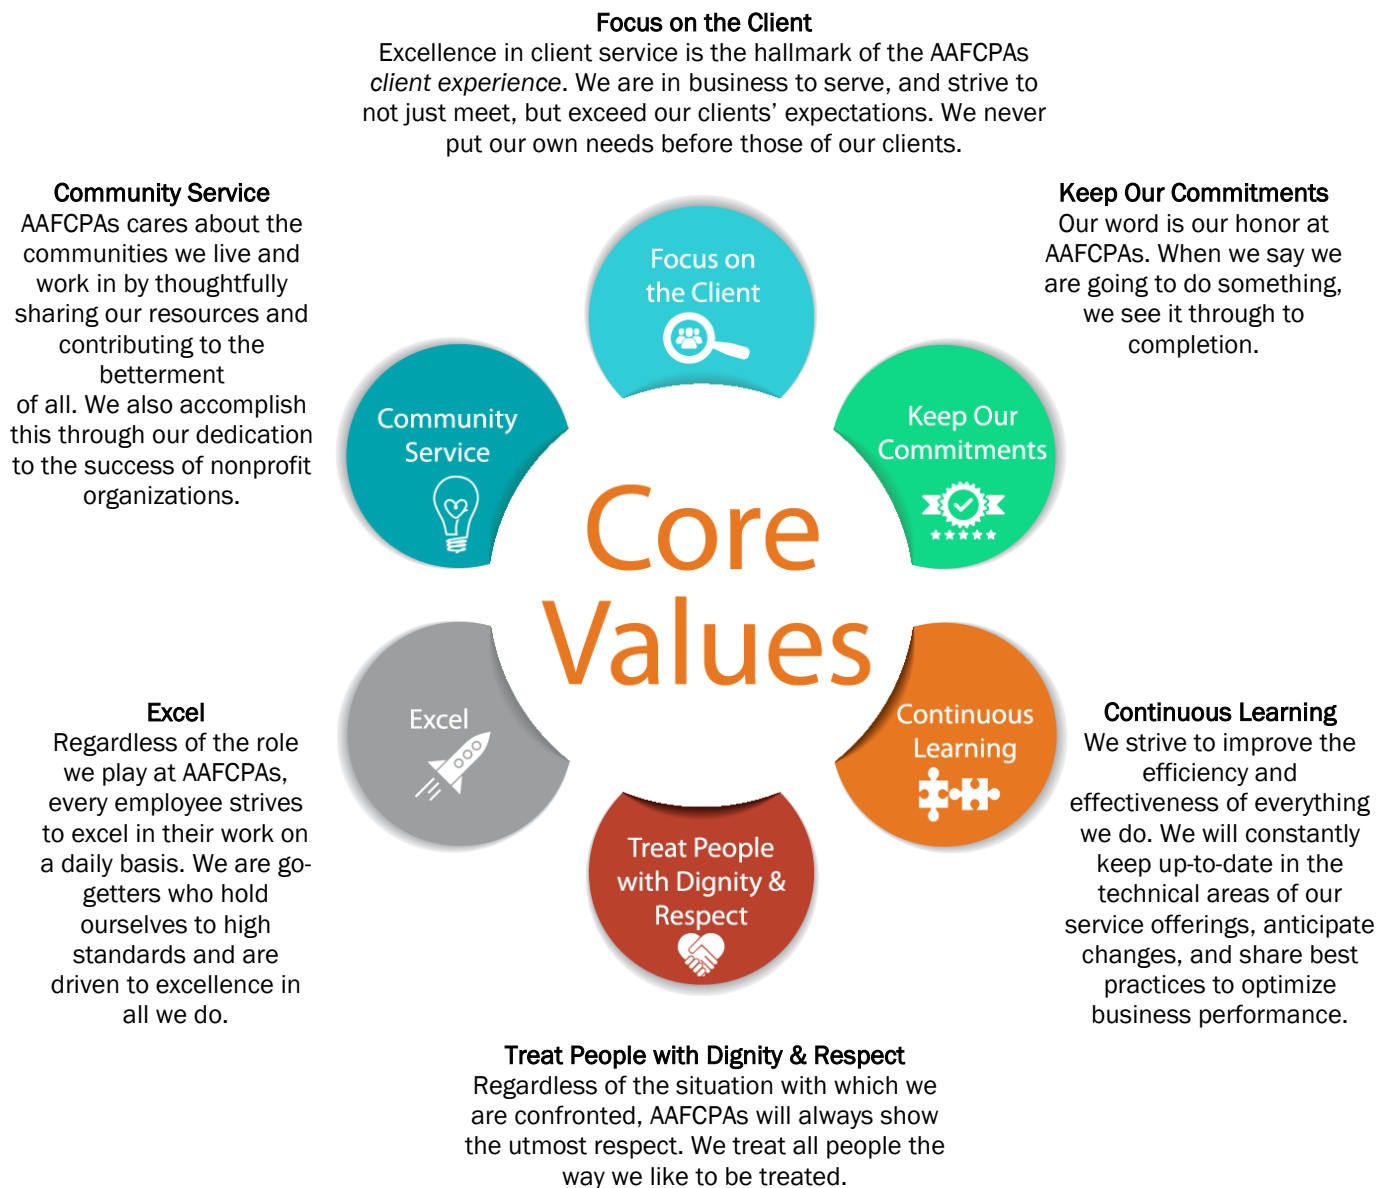 Focus on the Client
Excellence in client service is the hallmark of the AAFCPAs
client experience. We are in business to serve, and strive to
not just meet, but exceed our clients’ expectations. We never
put our own needs before those of our clients.
Community Service
AAFCPAs cares about the
communities we live and
work in by thoughtfully
sharing our resources and
contributing to the
betterment
of all. We also accomplish
this through our dedication
to the success of nonprofit
organizations.
Keep Our Commitments
Our word is our honor at
AAFCPAs. When we say we
are going to do something,
we see it through to
completion.
Focus on
the Client
Community
Service
Keep Our
Commitments
Core
Values
Excel
Continuous
Learning
Treat People
with Dignity &
Respect
Excel
Regardless of the role
we play at AAFCPAs,
every employee strives
to excel in their work on
a daily basis. We are go-
getters who hold
ourselves to high
standards and are
driven to excellence in
all we do.
Continuous Learning
We strive to improve the
efficiency and
effectiveness of everything
we do. We will constantly
keep up-to-date in the
technical areas of our
service offerings, anticipate
changes, and share best
practices to optimize
business performance.
Treat People with Dignity & Respect
Regardless of the situation with which we
are confronted, AAFCPAs will always show
the utmost respect. We treat all people the
way we like to be treated.